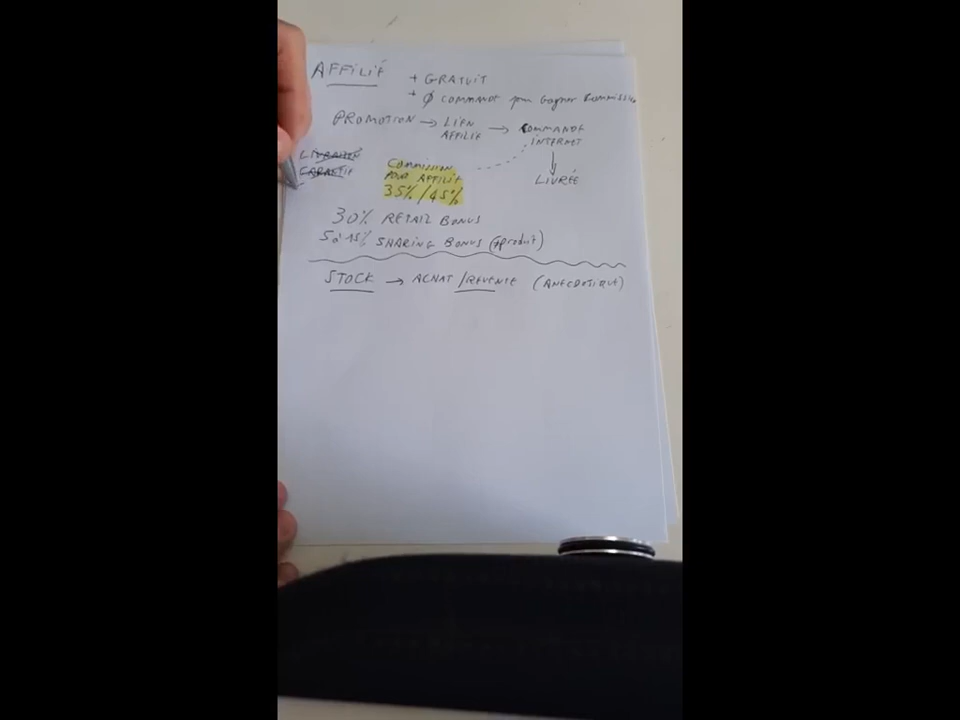 AFFILIÉ
+ GRATUIT
+ Ø COMMANDE pour Gagner Commission
PROMOTION → LIEN AFFILIÉ → COMMANDE INTERNET
↓
LIVRÉE
LIVRAISON
COMMISSION
POUR AFFILIÉ
35% / 45%
30% RETAIL BONUS
5 à 15% SHARING BONUS (+produit)
STOCK → ACHAT / REVENTE (ANECDOTIQUE)